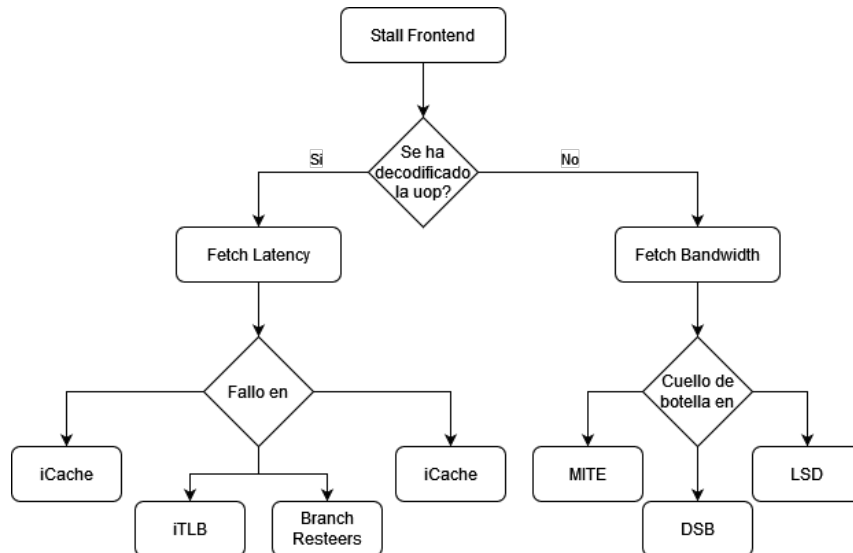 Stall Frontend
Se ha
decodificado
la uop?
Si
No
Fetch Latency
Fetch Bandwidth
Fallo en
Cuello de
botella en
iCache
iCache
MITE
LSD
iTLB
Branch
Resteers
DSB